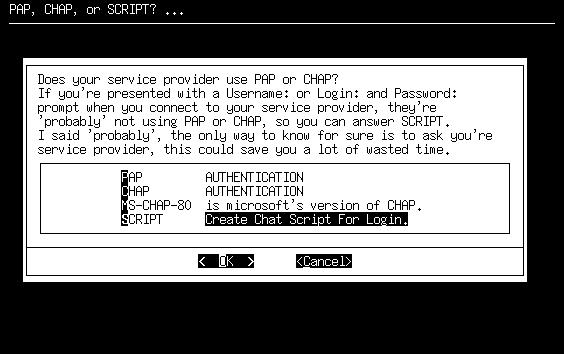 PAP, CHAP, or SCRIPT? ...
Does your service provider use PAP or CHAP?
If you're presented with a Username: or Login: and Password:
prompt when you connect to your service provider, they're
'probably' not using PAP or CHAP, so you can answer SCRIPT.
I said 'probably', the only way to know for sure is to ask you're
service provider, this could save you a lot of wasted time.
PAP AUTHENTICATION
CHAP AUTHENTICATION
MS-CHAP-80 is microsoft's version of CHAP.
SCRIPT Create Chat Script For Login.
< OK > <Cancel>